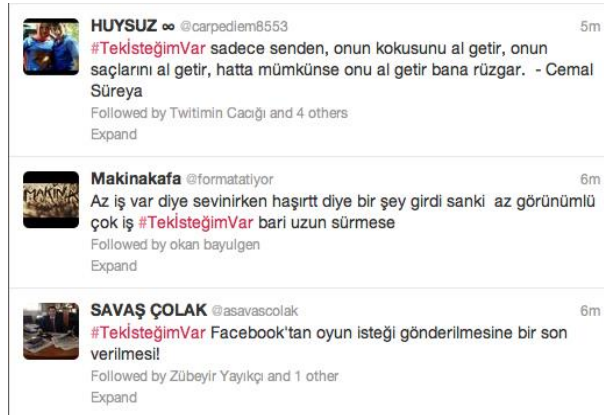 HUYSUZ ∞ @carpediem8553 5m
#TekİsteğimVar sadece senden, onun kokusunu al getir, onun
saçlarını al getir, hatta mümkünse onu al getir bana rüzgar. - Cemal
Süreya
Followed by Twitimin Cacığı and 4 others
Expand
Makinakafa @formatatiyor 6m
Az iş var diye sevinirken haşırtt diye bir şey girdi sanki az görünümlü
çok iş #TekİsteğimVar bari uzun sürmese
Followed by okan bayulgen
Expand
SAVAŞ ÇOLAK @asavascolak 6m
#TekİsteğimVar Facebook'tan oyun isteği gönderilmesine bir son
verilmesi!
Followed by Zübeyir Yayıkçı and 1 other
Expand